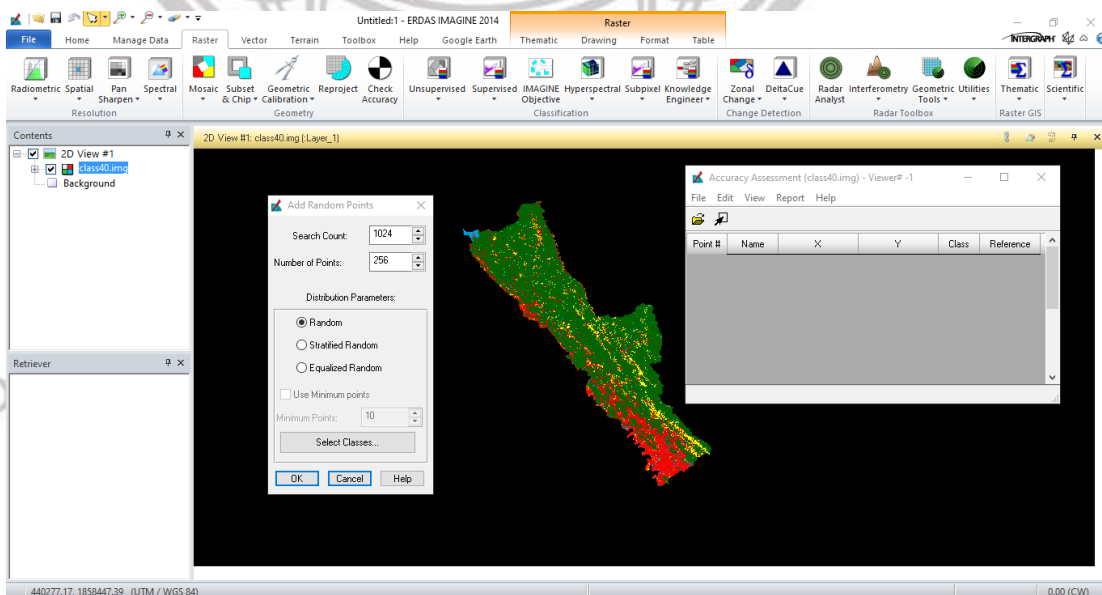 Untitled:1 - ERDAS IMAGINE 2014
Raster
File Home Manage Data Raster Vector Terrain Toolbox Help Google Earth Thematic Drawing Format Table
INTERGRAPH
Radiometric Spatial Pan Sharpen Spectral Mosaic Subset & Chip Geometric Calibration Reproject Check Accuracy Unsupervised Supervised IMAGINE Objective Hyperspectral Subpixel Knowledge Engineer Zonal Change DeltaCue Radar Analyst Interferometry Geometric Tools Utilities Thematic Scientific
Resolution Geometry Classification Change Detection Radar Toolbox Raster GIS
Contents
2D View #1
class40.img
Background
Retriever
2D View #1: class40.img (:Layer_1)
Add Random Points
Search Count: 1024
Number of Points: 256
Distribution Parameters:
Random
Stratified Random
Equalized Random
Use Minimum points
Minimum Points: 10
Select Classes...
OK Cancel Help
Accuracy Assessment (class40.img) - Viewer# -1
File Edit View Report Help
Point # Name X Y Class Reference
440277.17, 1858447.39 (UTM / WGS 84)
0.00 (CW)